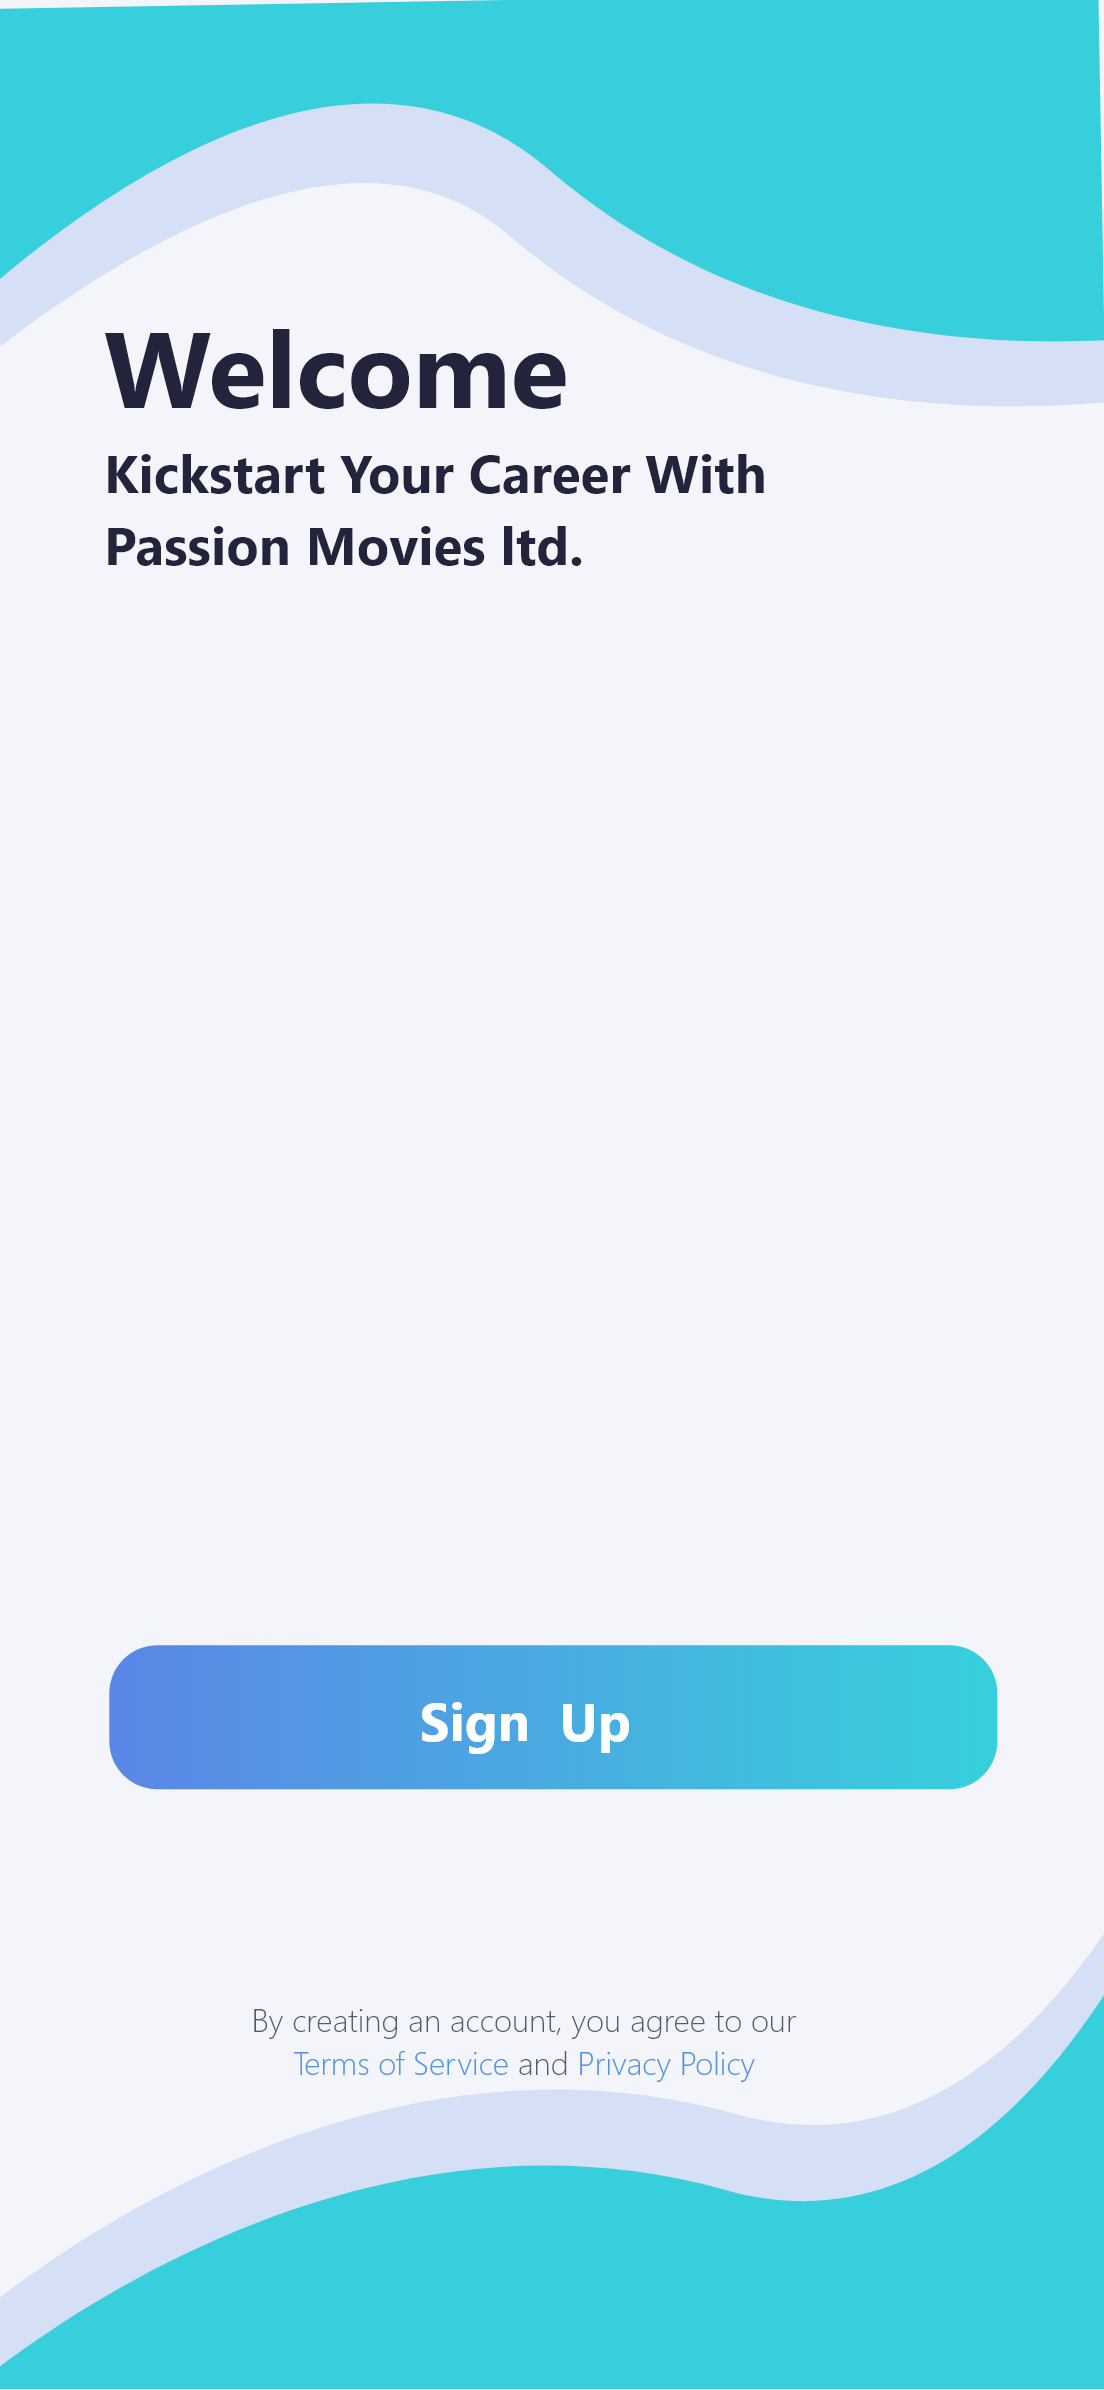 Welcome
Kickstart Your Career With
Passion Movies ltd.
Sign Up
By creating an account, you agree to our
Terms of Service and Privacy Policy